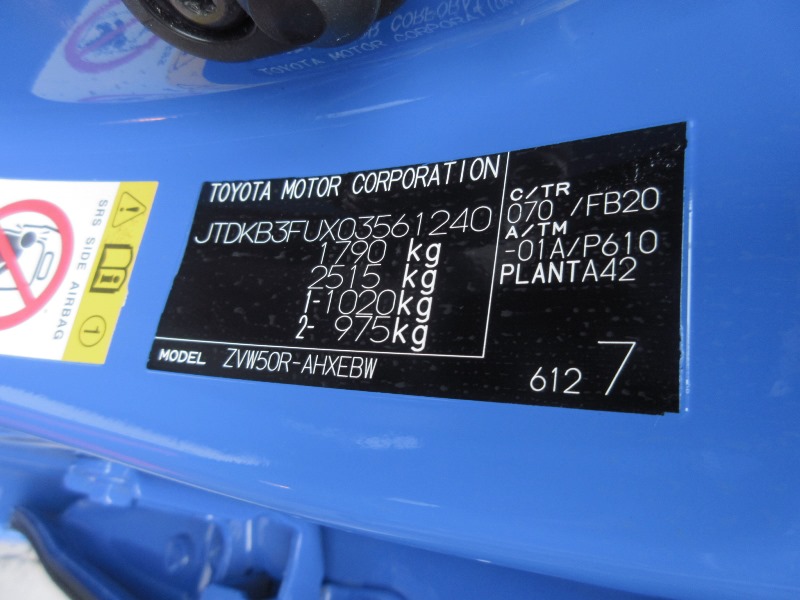 TOYOTA MOTOR CORPORATION
JTDKB3FUX03561240
1790 kg
2515 kg
1-1020kg
2- 975kg
MODEL ZVW50R-AHXEBW
C/TR
070 /FB20
A/TM
-01A/P610
PLANTA42
612 7
SRS SIDE AIRBAG
1
TOYOTA MOTOR CORPORATION